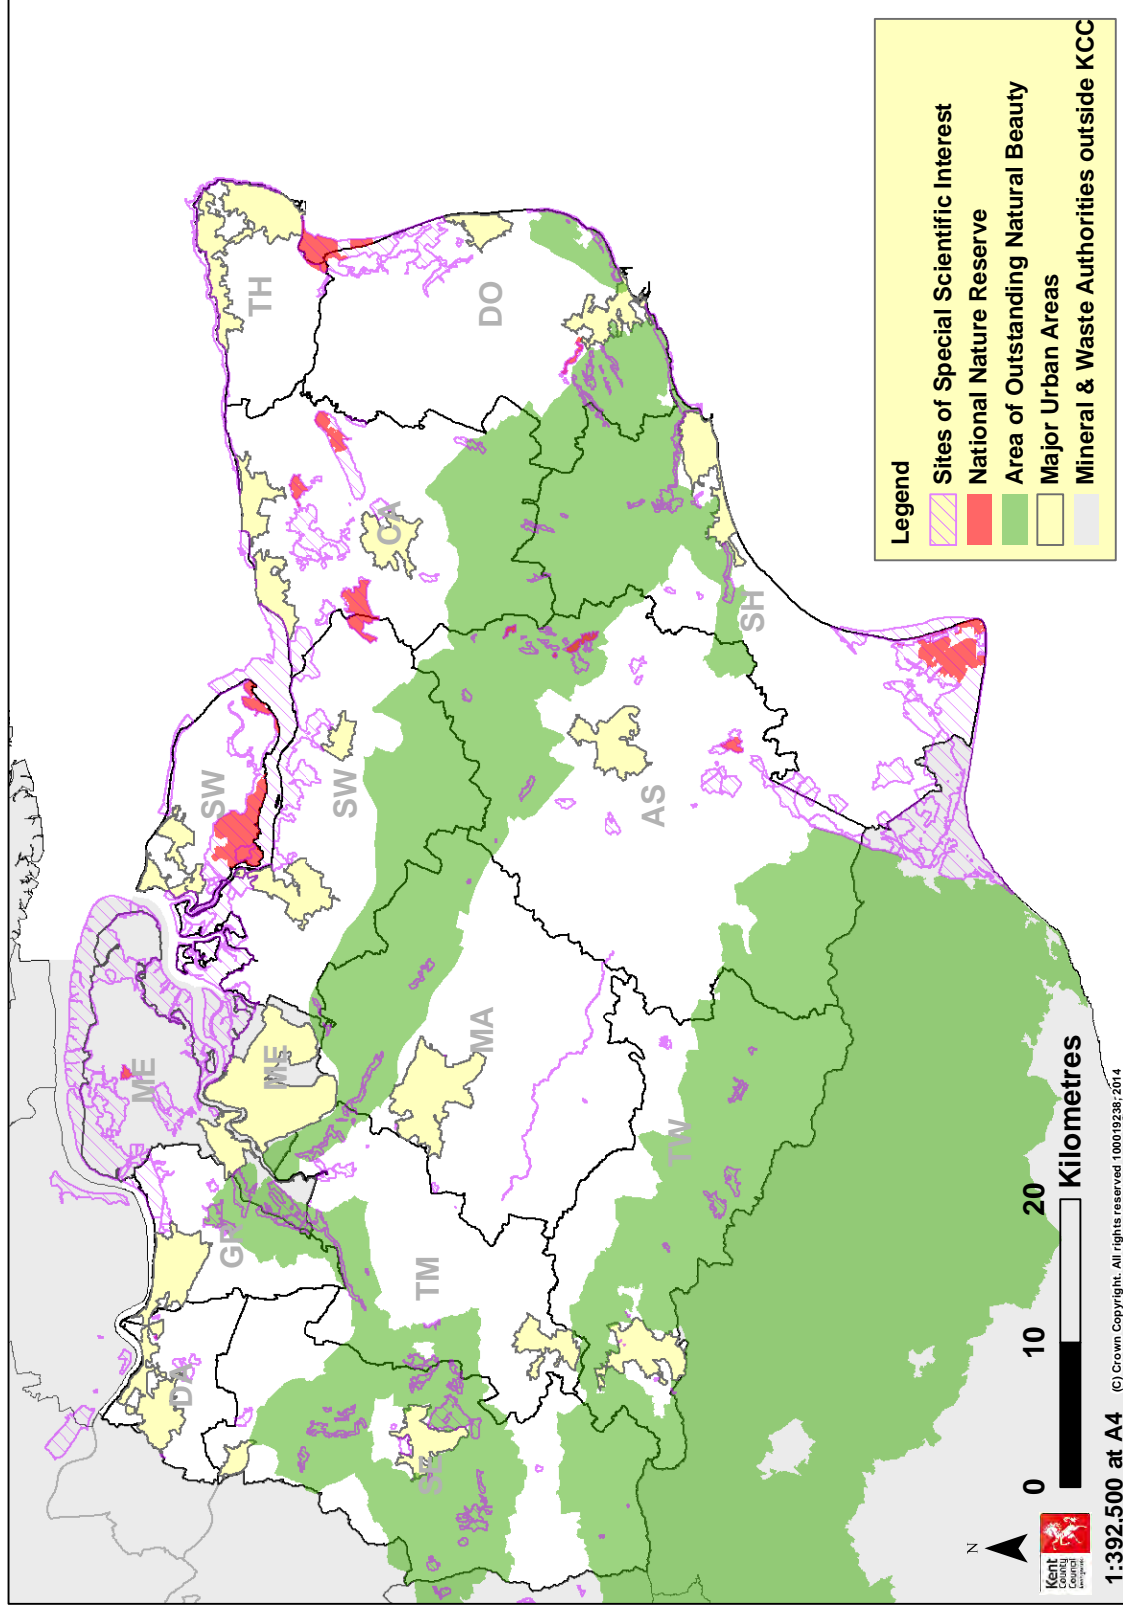 TH
DO
CA
SW
SW
ME
ME
GR
DA
TM
MA
AS
SH
TW
SE
Legend
Sites of Special Scientific Interest
National Nature Reserve
Area of Outstanding Natural Beauty
Major Urban Areas
Mineral & Waste Authorities outside KCC
N
Kent
County
Council
0 10 20
Kilometres
1:392,500 at A4
(C) Crown Copyright. All rights reserved 100019238, 2014